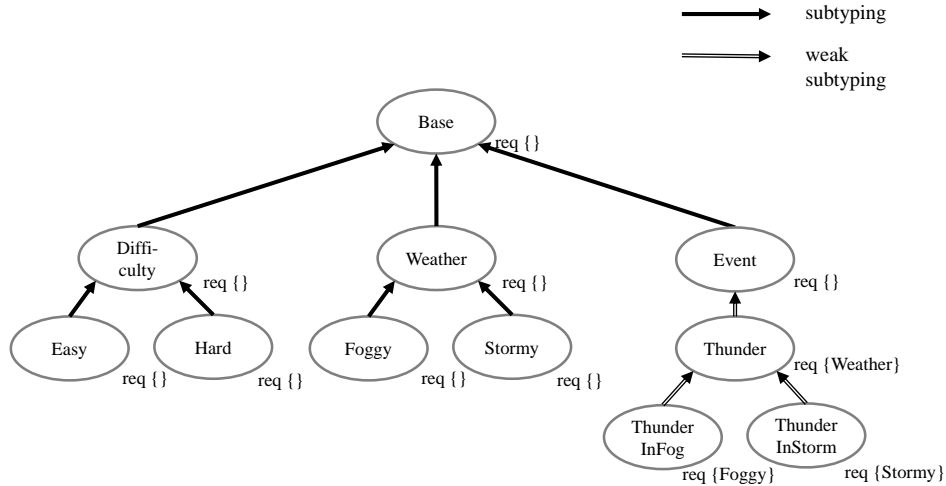 subtyping
weak
subtyping
Base
req {}
Diffi-
culty
req {}
Weather
req {}
Event
req {}
Easy
req {}
Hard
req {}
Foggy
req {}
Stormy
req {}
Thunder
req {Weather}
Thunder
InFog
req {Foggy}
Thunder
InStorm
req {Stormy}